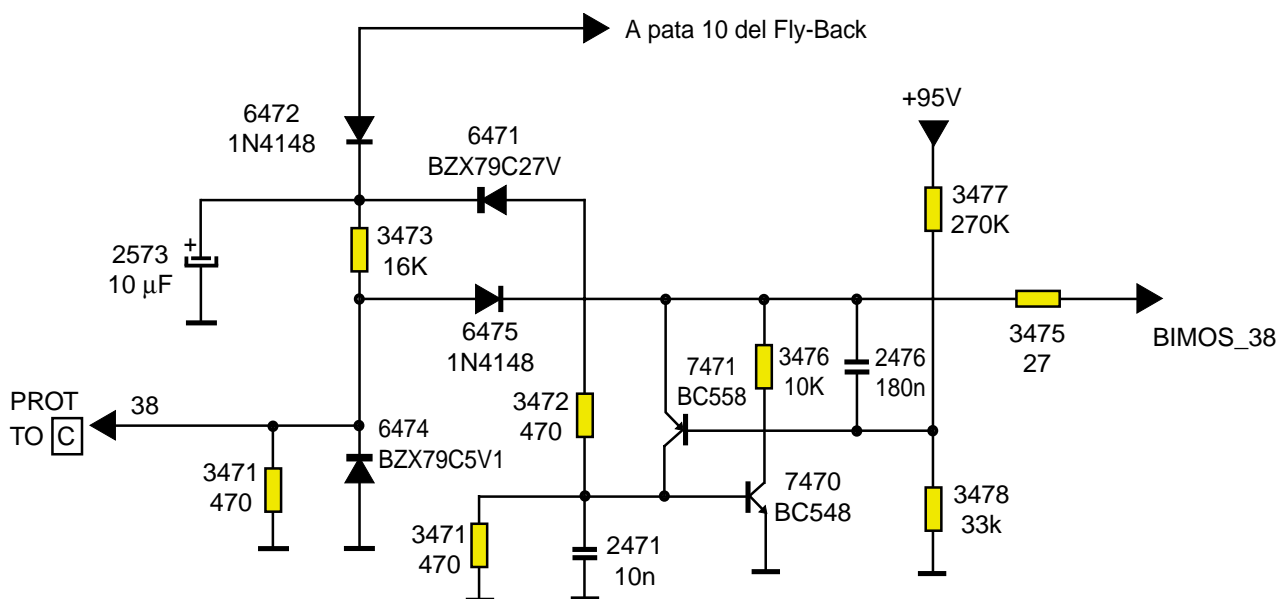 A pata 10 del Fly-Back
6472
1N4148
6471
BZX79C27V
+95V
3477
270K
+
2573
10 µF
3473
16K
6475
1N4148
7471
BC558
3476
10K
2476
180n
3475
27
BIMOS_38
PROT
TO C
38
3472
470
6474
BZX79C5V1
3471
470
7470
BC548
3478
33k
3471
470
2471
10n